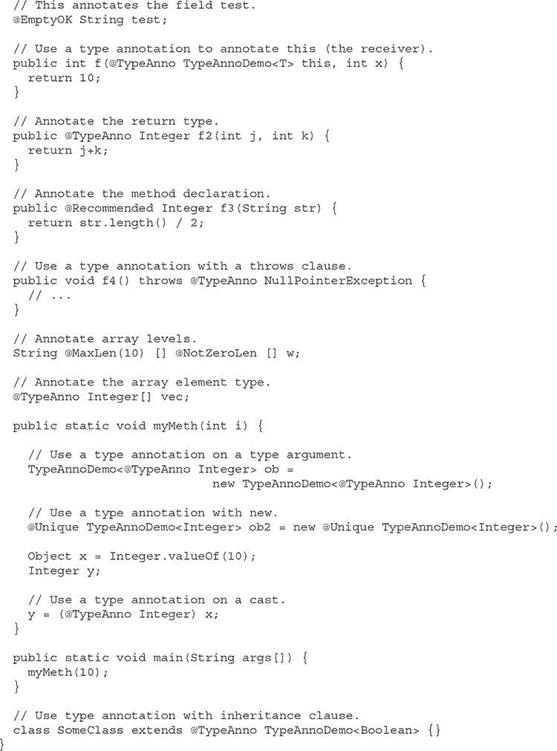 // This annotates the field test.
@EmptyOK String test;
// Use a type annotation to annotate this (the receiver).
public int f(@TypeAnno TypeAnnoDemo<T> this, int x) {
return 10;
}
// Annotate the return type.
public @TypeAnno Integer f2(int j, int k) {
return j+k;
}
// Annotate the method declaration.
public @Recommended Integer f3(String str) {
return str.length() / 2;
}
// Use a type annotation with a throws clause.
public void f4() throws @TypeAnno NullPointerException {
// ...
}
// Annotate array levels.
String @MaxLen(10) [] @NotZeroLen [] w;
// Annotate the array element type.
@TypeAnno Integer[] vec;
public static void myMeth(int i) {
// Use a type annotation on a type argument.
TypeAnnoDemo<@TypeAnno Integer> ob =
new TypeAnnoDemo<@TypeAnno Integer>();
// Use a type annotation with new.
@Unique TypeAnnoDemo<Integer> ob2 = new @Unique TypeAnnoDemo<Integer>();
Object x = Integer.valueOf(10);
Integer y;
// Use a type annotation on a cast.
y = (@TypeAnno Integer) x;
}
public static void main(String args[]) {
myMeth(10);
}
// Use type annotation with inheritance clause.
class SomeClass extends @TypeAnno TypeAnnoDemo<Boolean> {}
}